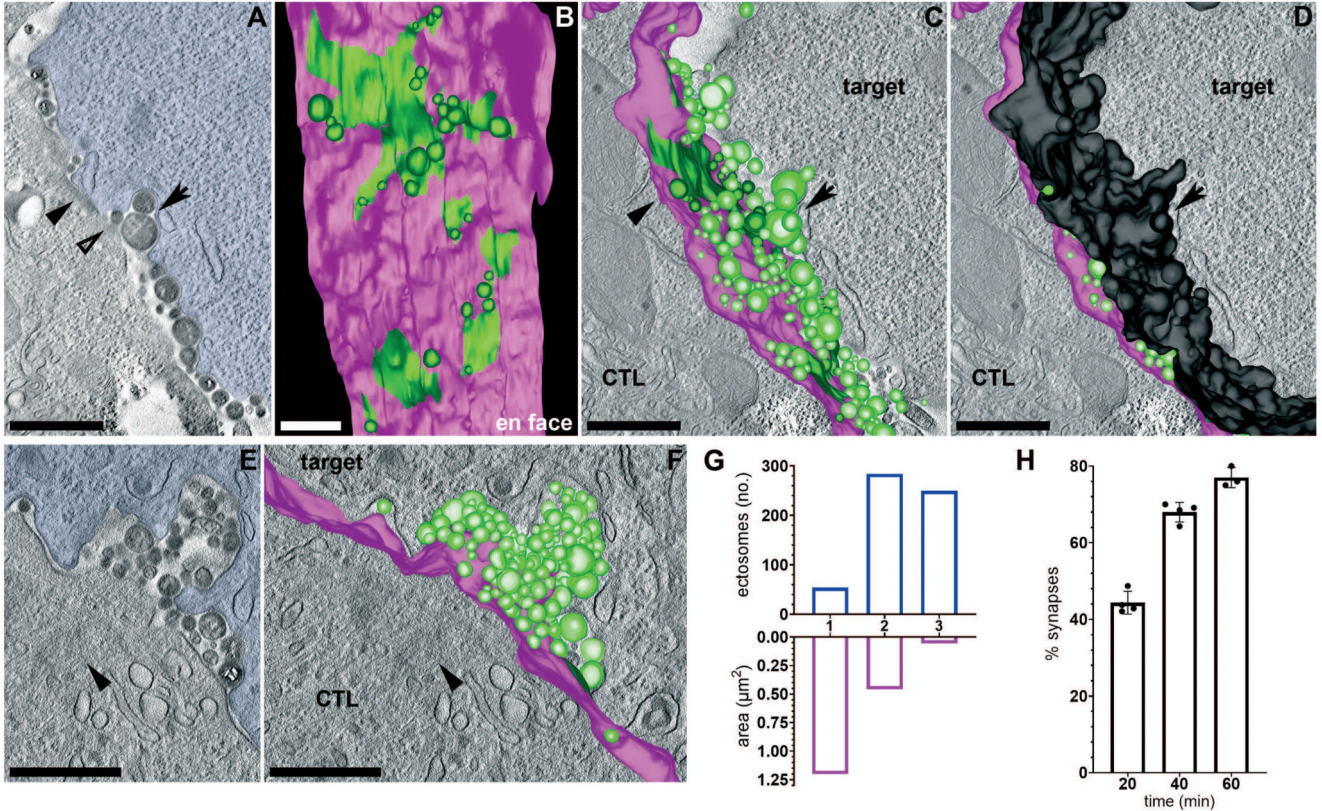 A
B
en face
C
target
CTL
D
target
CTL
E
target
F
CTL
G
ectosomes (no.)
300
200
100
0
1 2 3
area (μm²)
0.00
0.25
0.50
0.75
1.00
1.25
H
% synapses
80
60
40
20
0
20 40 60
time (min)